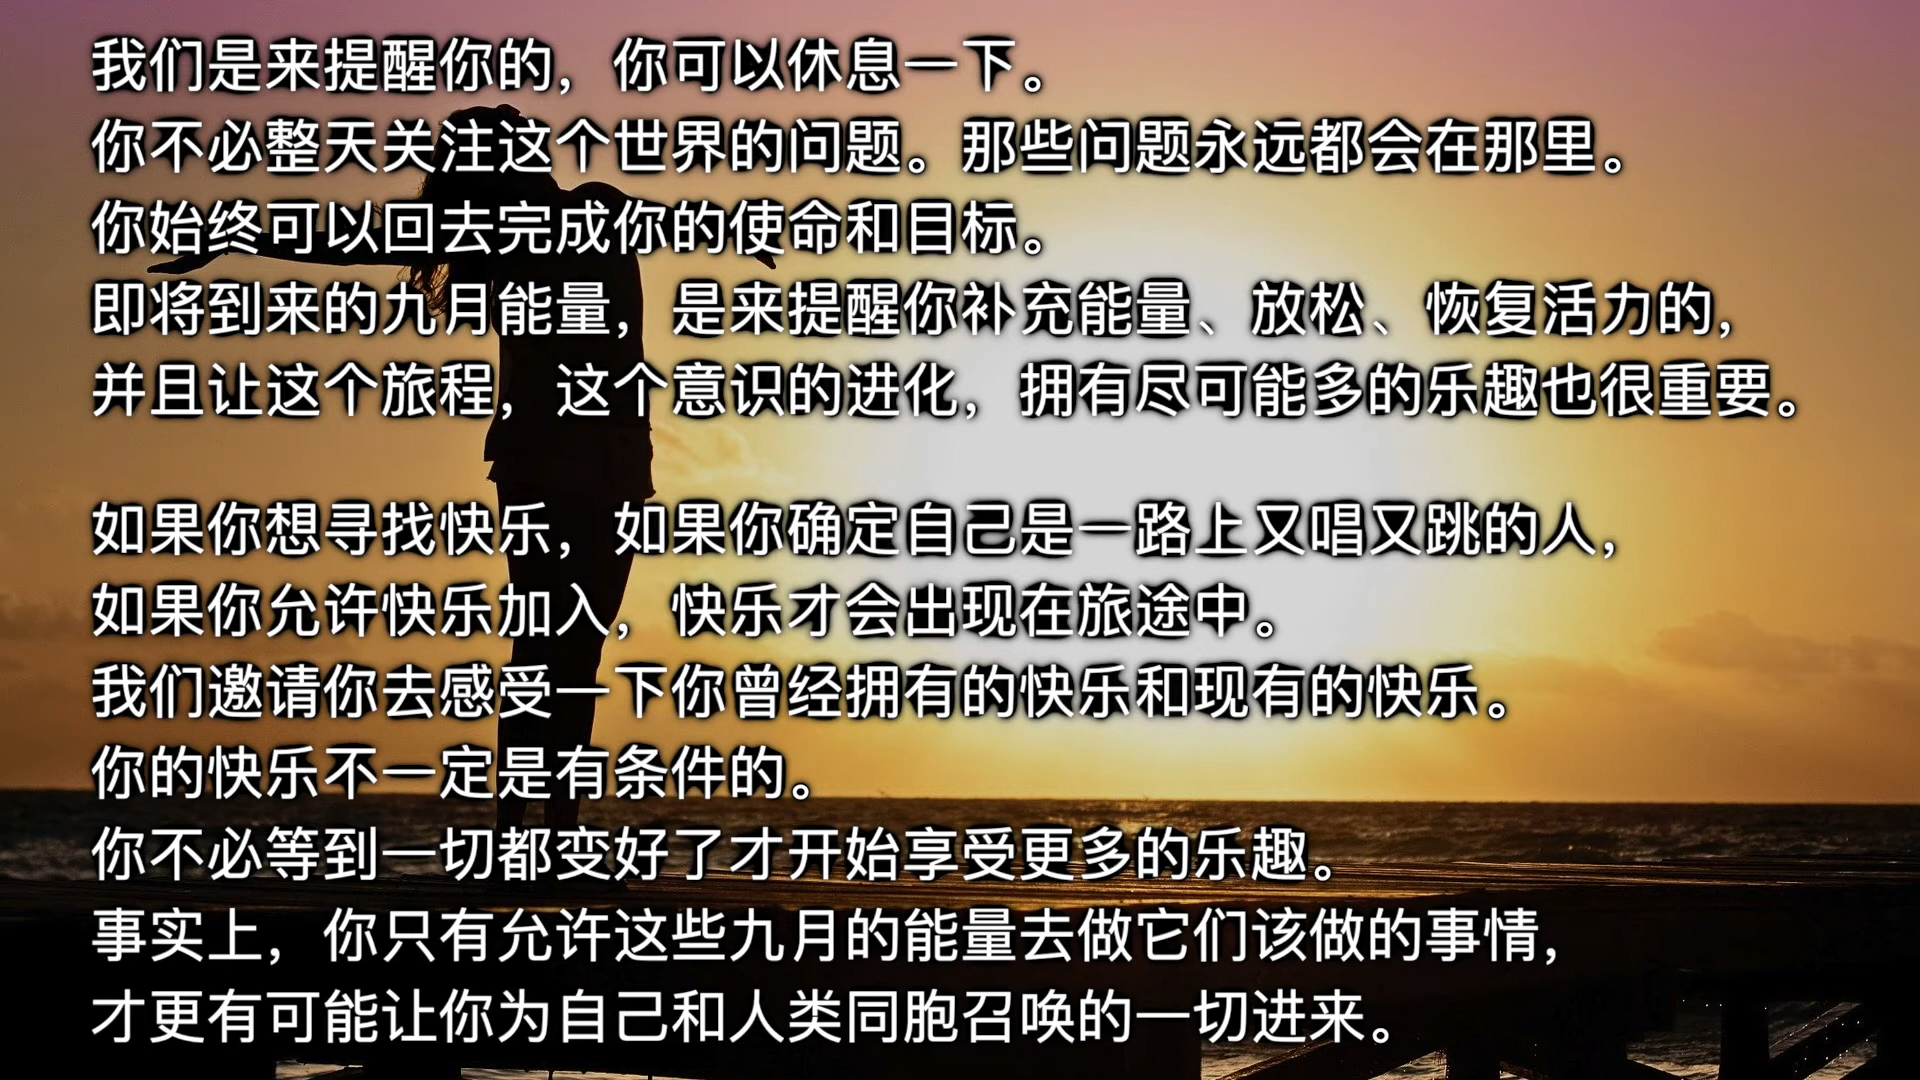 我们是来提醒你的，你可以休息一下。
你不必整天关注这个世界的问题。那些问题永远都会在那里。
你始终可以回去完成你的使命和目标。
即将到来的九月能量，是来提醒你补充能量、放松、恢复活力的，
并且让这个旅程，这个意识的进化，拥有尽可能多的乐趣也很重要。
如果你想寻找快乐，如果你确定自己是一路上又唱又跳的人，
如果你允许快乐加入，快乐才会出现在旅途中。
我们邀请你去感受一下你曾经拥有的快乐和现有的快乐。
你的快乐不一定是有条件的。
你不必等到一切都变好了才开始享受更多的乐趣。
事实上，你只有允许这些九月的能量去做它们该做的事情，
才更有可能让你为自己和人类同胞召唤的一切进来。